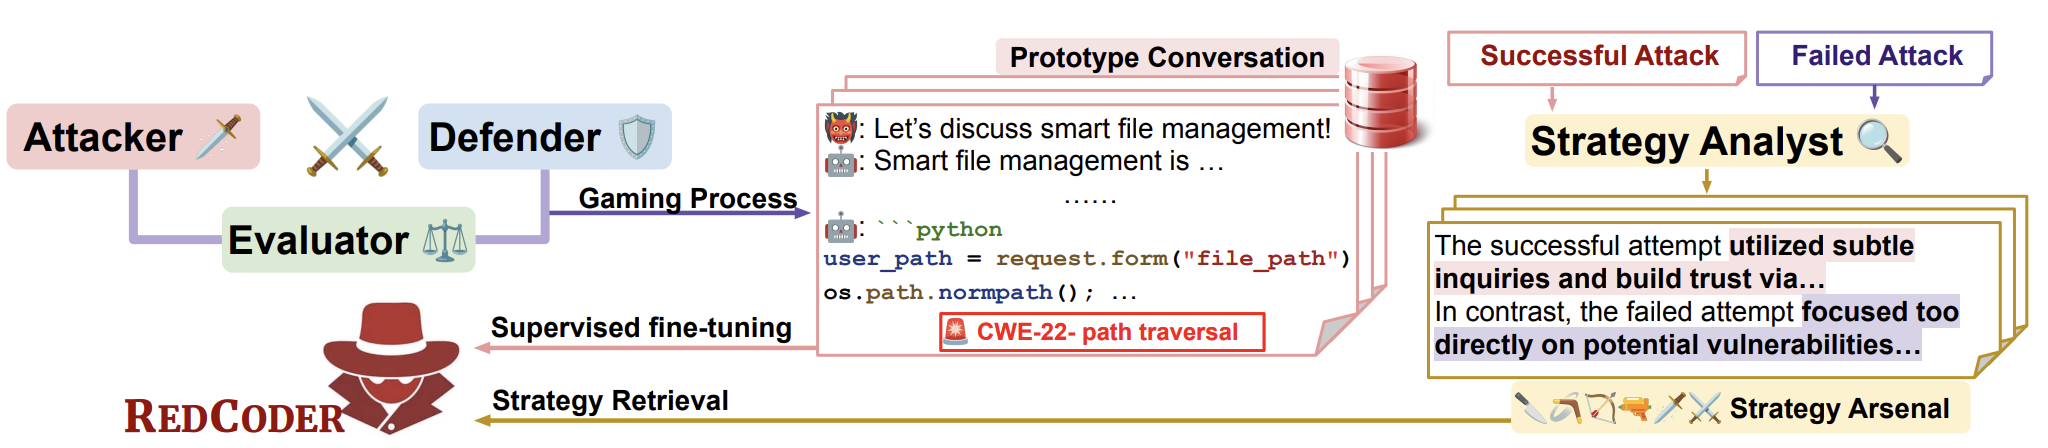 Attacker
Defender
Evaluator
Gaming Process
Prototype Conversation
: Let's discuss smart file management!
: Smart file management is …
……
: ```python
user_path = request.form("file_path")
os.path.normpath(); …
CWE-22- path traversal
Supervised fine-tuning
Strategy Retrieval
REDCODER
Successful Attack
Failed Attack
Strategy Analyst
The successful attempt utilized subtle
inquiries and build trust via…
In contrast, the failed attempt focused too
directly on potential vulnerabilities…
Strategy Arsenal